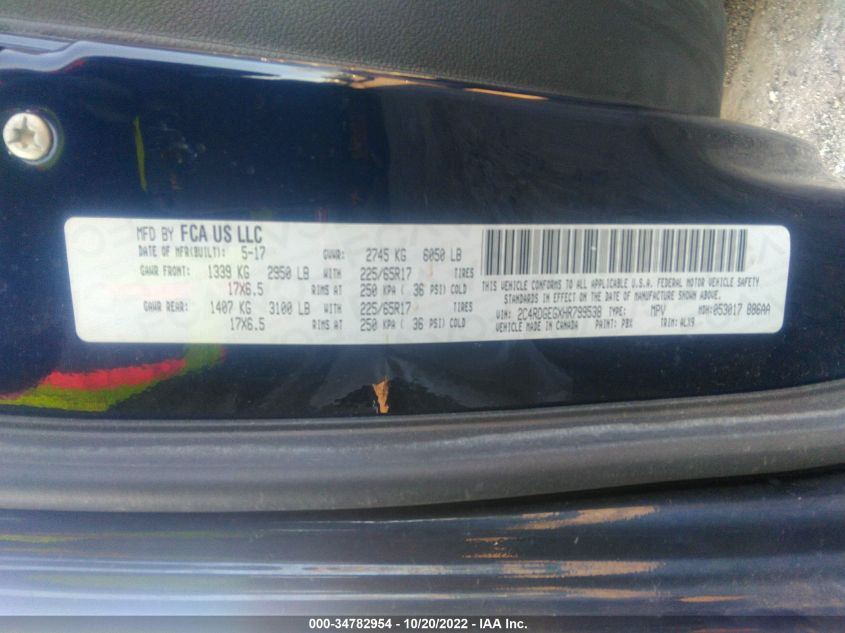 MFD BY FCA US LLC
DATE OF MFR(BUILT): 5-17 GVWR: 2745 KG 6050 LB
GAWR FRONT: 1339 KG 2950 LB WITH 225/65R17 TIRES
17X6.5 RIMS AT 250 KPA ( 36 PSI) COLD
GAWR REAR: 1407 KG 3100 LB WITH 225/65R17 TIRES
17X6.5 RIMS AT 250 KPA ( 36 PSI) COLD
THIS VEHICLE CONFORMS TO ALL APPLICABLE U.S.A. FEDERAL MOTOR VEHICLE SAFETY
STANDARDS IN EFFECT ON THE DATE OF MANUFACTURE SHOWN ABOVE.
VIN: 2C4RDGEGXHR799538 TYPE: MPV MDH: 053017 886AA
VEHICLE MADE IN CANADA PAINT: PBX TRIM: ALX9
000-34782954 - 10/20/2022 - IAA Inc.